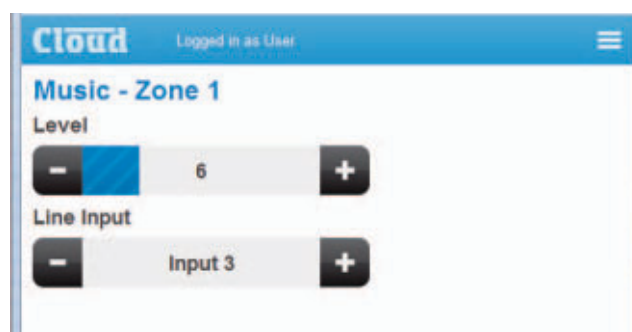 Cloud Logged in as User
Music - Zone 1
Level
- 6 +
Line Input
- Input 3 +